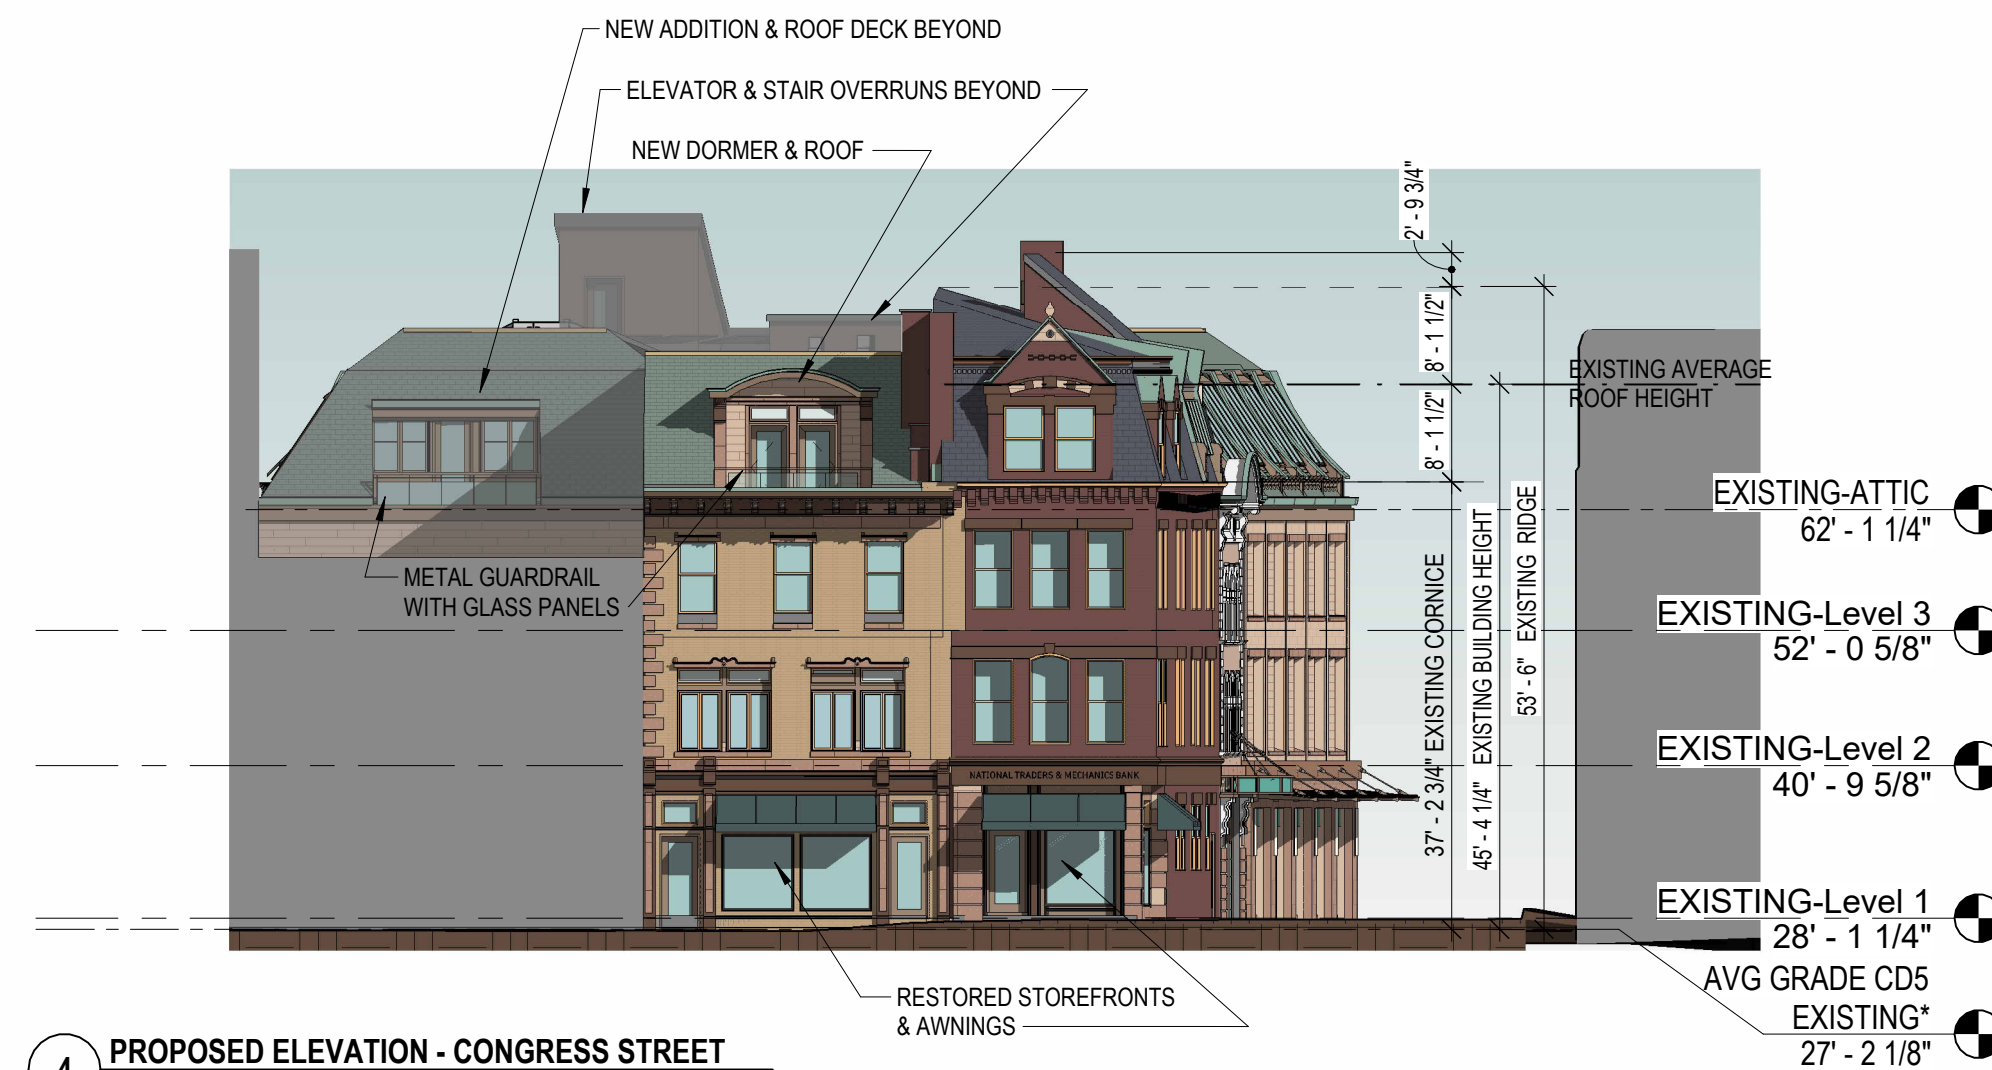 NEW ADDITION & ROOF DECK BEYOND
ELEVATOR & STAIR OVERRUNS BEYOND
NEW DORMER & ROOF
2' - 9 3/4"
8' - 1 1/2"
8' - 1 1/2"
EXISTING AVERAGE
ROOF HEIGHT
37' - 2 3/4" EXISTING CORNICE
45' - 4 1/4" EXISTING BUILDING HEIGHT
53' - 6" EXISTING RIDGE
EXISTING-ATTIC
62' - 1 1/4"
METAL GUARDRAIL
WITH GLASS PANELS
EXISTING-Level 3
52' - 0 5/8"
EXISTING-Level 2
40' - 9 5/8"
NATIONAL TRADERS & MECHANICS BANK
EXISTING-Level 1
28' - 1 1/4"
AVG GRADE CD5
EXISTING*
27' - 2 1/8"
RESTORED STOREFRONTS
& AWNINGS
4
PROPOSED ELEVATION - CONGRESS STREET